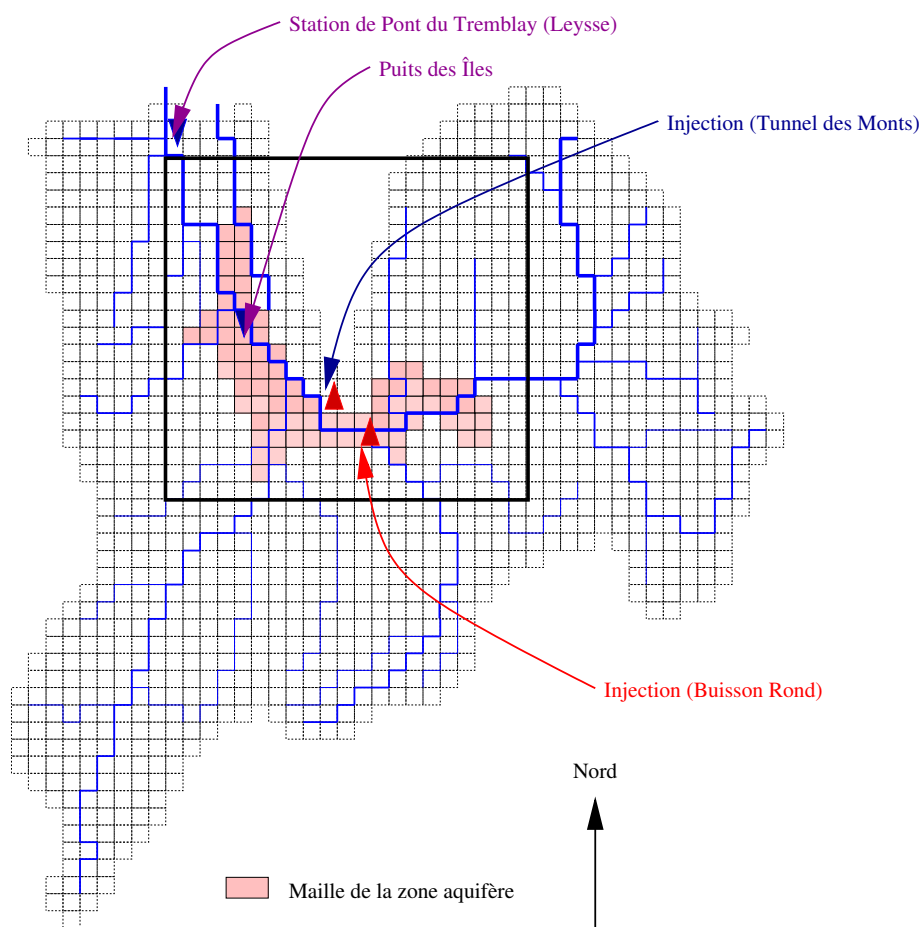 Station de Pont du Tremblay (Leysse)
Puits des Îles
Injection (Tunnel des Monts)
Injection (Buisson Rond)
Nord
Maille de la zone aquifère